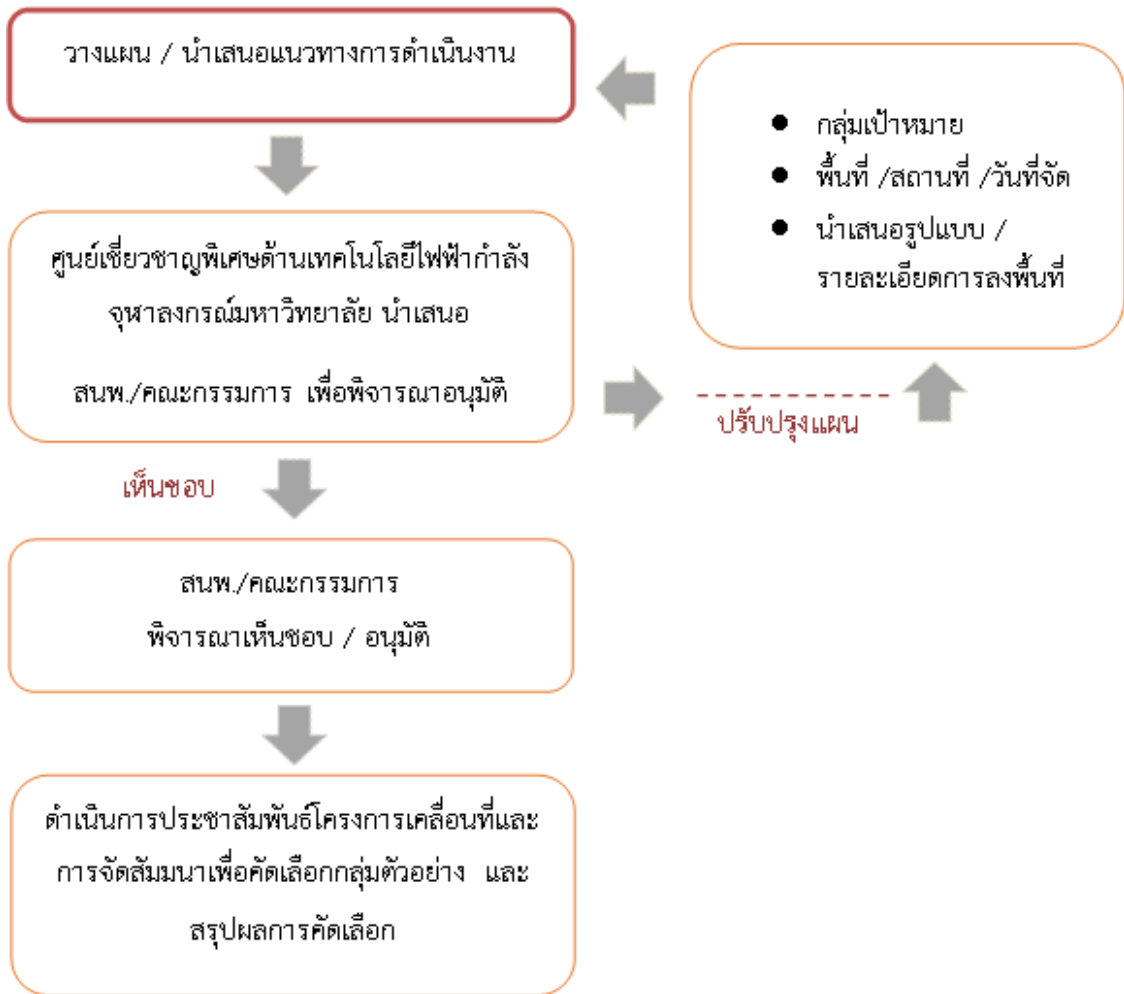 วางแผน / นำเสนอแนวทางการดำเนินงาน
ศูนย์เชี่ยวชาญพิเศษด้านเทคโนโลยีไฟฟ้ากำลัง
จุฬาลงกรณ์มหาวิทยาลัย นำเสนอ
สนพ./คณะกรรมการ เพื่อพิจารณาอนุมัติ
ปรับปรุงแผน
● กลุ่มเป้าหมาย
● พื้นที่ /สถานที่ /วันที่จัด
● นำเสนอรูปแบบ /
รายละเอียดการลงพื้นที่
เห็นชอบ
สนพ./คณะกรรมการ
พิจารณาเห็นชอบ / อนุมัติ
ดำเนินการประชาสัมพันธ์โครงการเคลื่อนที่และ
การจัดสัมมนาเพื่อคัดเลือกกลุ่มตัวอย่าง และ
สรุปผลการคัดเลือก